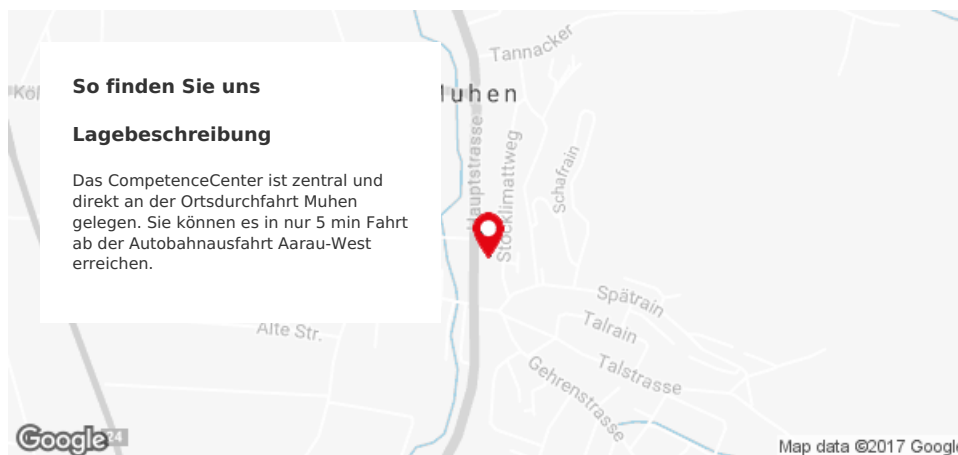 So finden Sie uns
Lagebeschreibung
Das CompetenceCenter ist zentral und
direkt an der Ortsdurchfahrt Muhen
gelegen. Sie können es in nur 5 min Fahrt
ab der Autobahnausfahrt Aarau-West
erreichen.
Tannacker
Hauptstrasse
Stöcklimattweg
Schafrain
Spätrain
Talrain
Talstrasse
Gehrenstrasse
Alte Str.
Google
24
Map data ©2017 Google